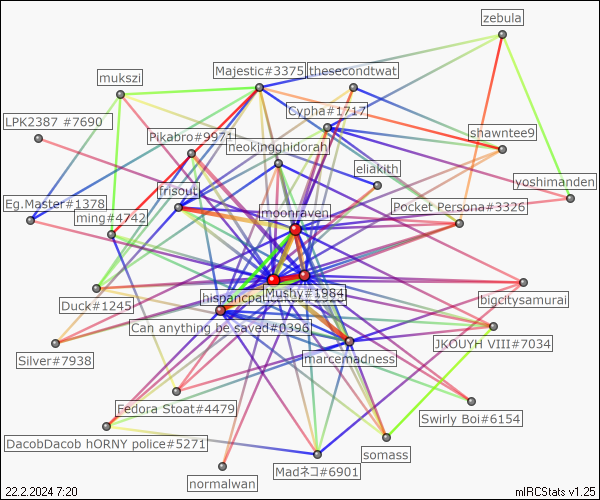 zebula
Majestic#3375
thesecondtwat
mukszi
Cypha#1717
LPK2387 #7690
shawntee9
Pikabro#9971
neokingghidorah
eliakith
yoshimanden
frisout
Eg.Master#1378
moonraven
Pocket Persona#3326
ming#4742
Mushy#1984
hispancpa
bigcitysamurai
Duck#1245
Can anything be saved#0396
JKOUYH VIII#7034
Silver#7938
marcemadness
Fedora Stoat#4479
Swirly Boi#6154
DacobDacob hORNY police#5271
somass
Madネコ#6901
normalwan
22.2.2024 7:20
mIRCStats v1.25